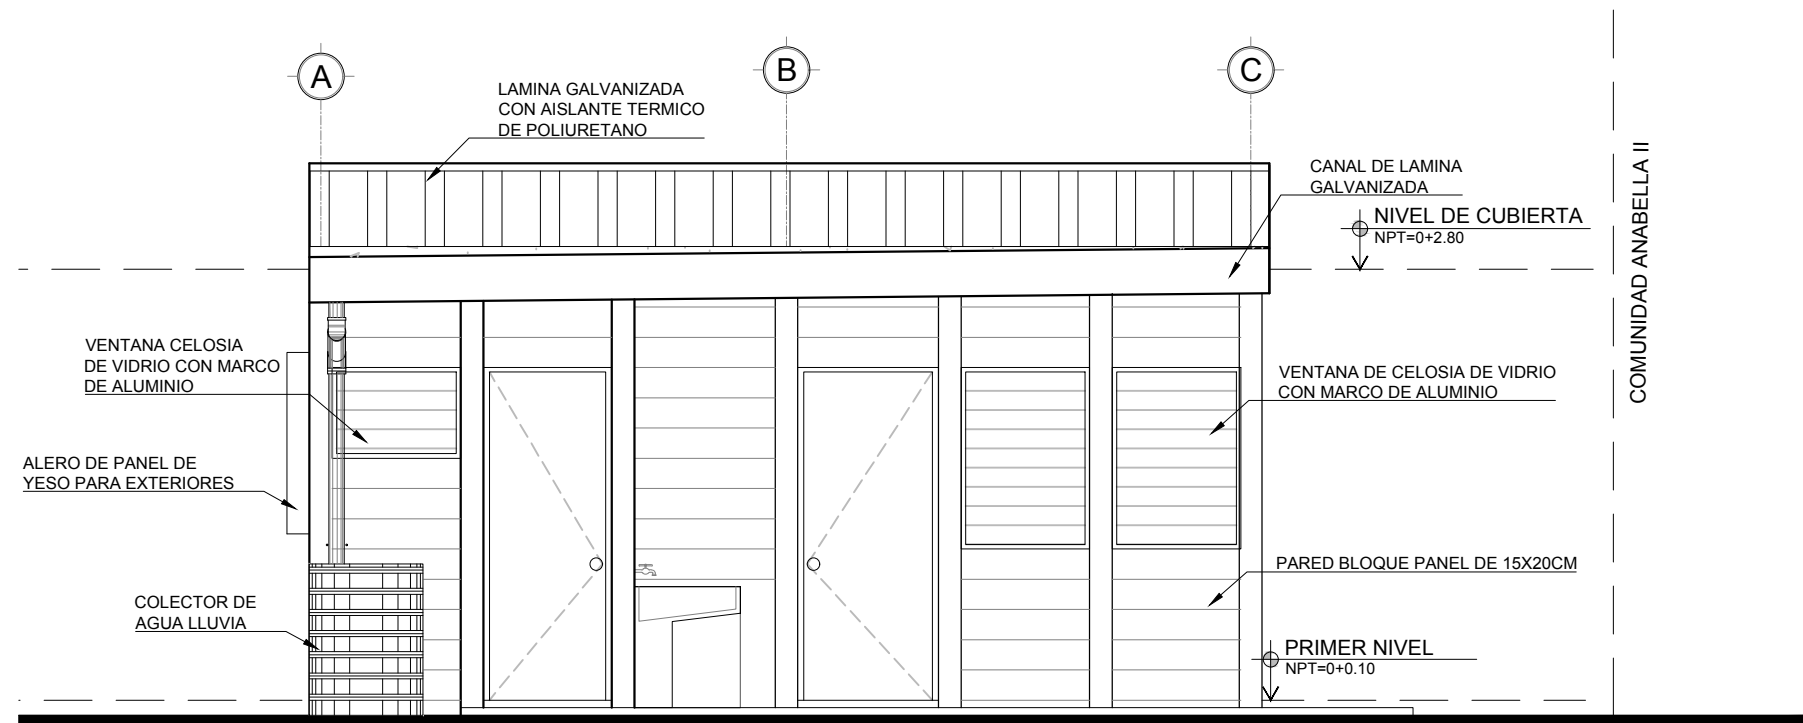 A
B
C
LAMINA GALVANIZADA
CON AISLANTE TERMICO
DE POLIURETANO
CANAL DE LAMINA
GALVANIZADA
NIVEL DE CUBIERTA
NPT=0+2.80
COMUNIDAD ANABELLA II
VENTANA CELOSIA
DE VIDRIO CON MARCO
DE ALUMINIO
VENTANA DE CELOSIA DE VIDRIO
CON MARCO DE ALUMINIO
ALERO DE PANEL DE
YESO PARA EXTERIORES
PARED BLOQUE PANEL DE 15X20CM
COLECTOR DE
AGUA LLUVIA
PRIMER NIVEL
NPT=0+0.10